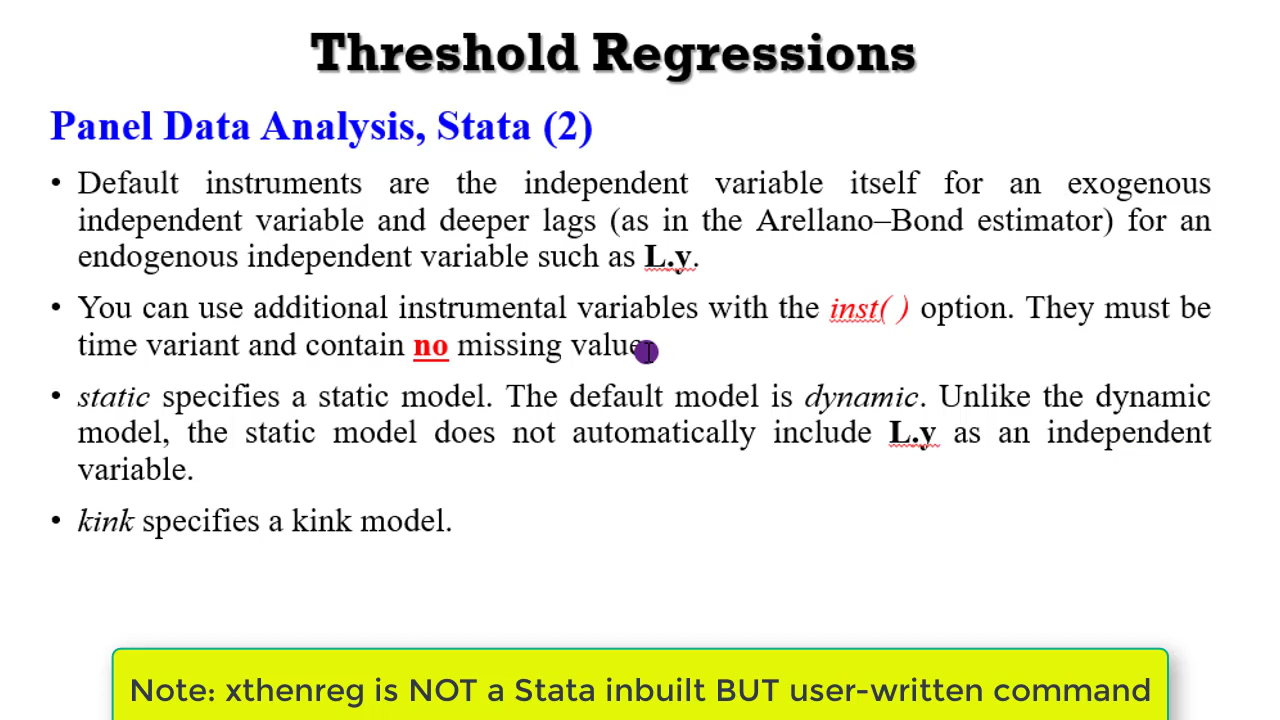 Threshold Regressions
Panel Data Analysis, Stata (2)
• Default instruments are the independent variable itself for an exogenous
independent variable and deeper lags (as in the Arellano–Bond estimator) for an
endogenous independent variable such as L.y.
• You can use additional instrumental variables with the inst( ) option. They must be
time variant and contain no missing value
• static specifies a static model. The default model is dynamic. Unlike the dynamic
model, the static model does not automatically include L.y as an independent
variable.
• kink specifies a kink model.
Note: xthenreg is NOT a Stata inbuilt BUT user-written command